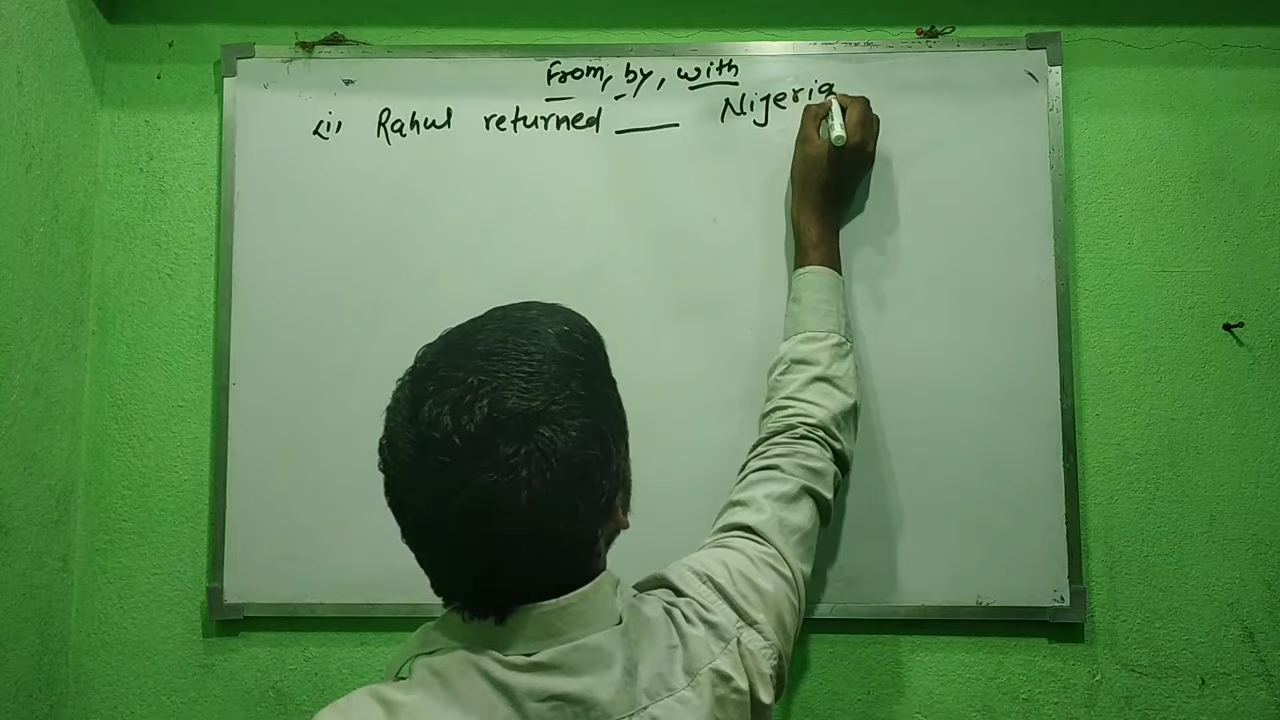 From, by, with
(i) Rahul returned ___ Nigeria